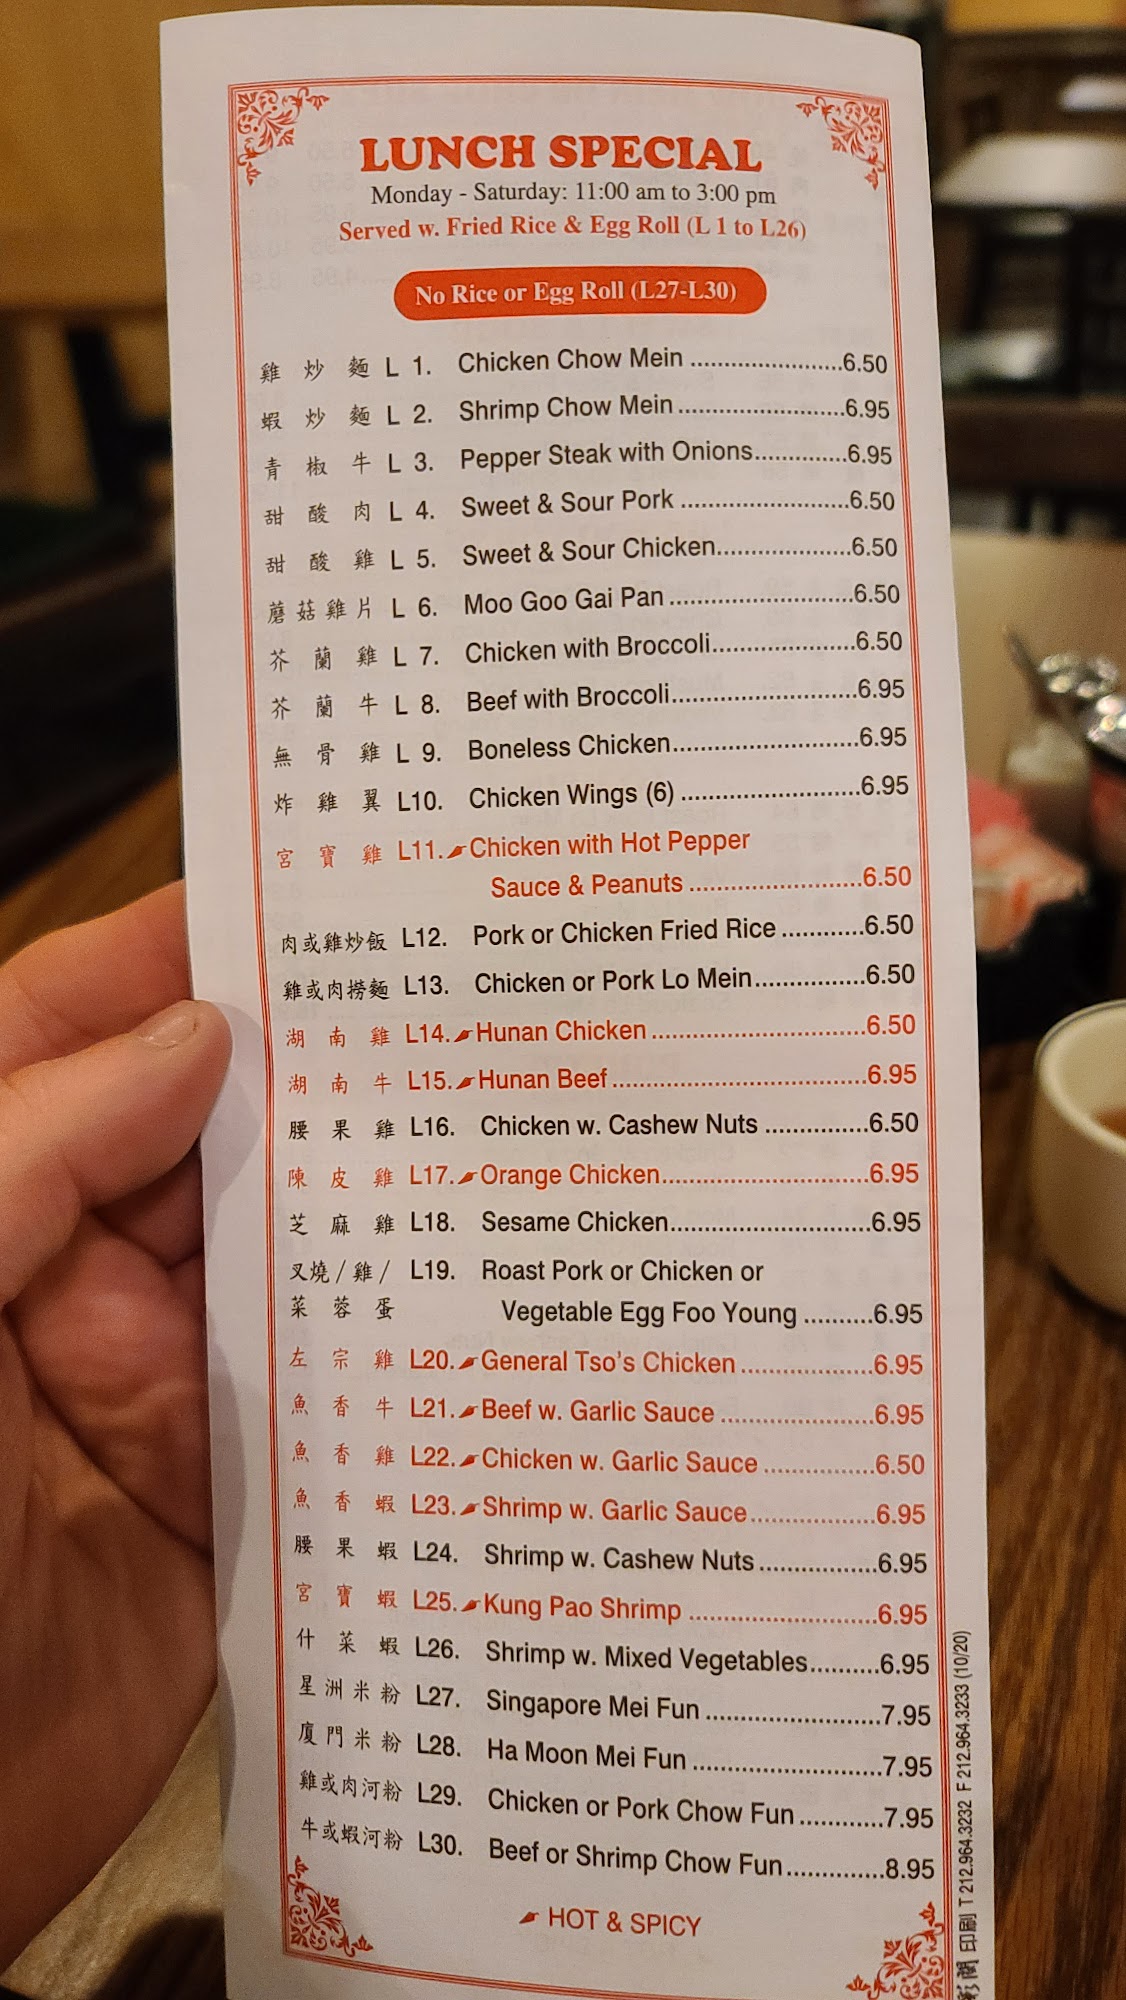 LUNCH SPECIAL
Monday - Saturday: 11:00 am to 3:00 pm
Served w. Fried Rice & Egg Roll (L 1 to L26)
No Rice or Egg Roll (L27-L30)
雞炒麵 L 1. Chicken Chow Mein ........................6.50
蝦炒麵 L 2. Shrimp Chow Mein ..........................6.95
青椒牛 L 3. Pepper Steak with Onions..............6.95
甜酸肉 L 4. Sweet & Sour Pork ..........................6.50
甜酸雞 L 5. Sweet & Sour Chicken....................6.50
蘑菇雞片 L 6. Moo Goo Gai Pan ............................6.50
芥蘭雞 L 7. Chicken with Broccoli......................6.50
芥蘭牛 L 8. Beef with Broccoli............................6.95
無骨雞 L 9. Boneless Chicken............................6.95
炸雞翼 L10. Chicken Wings (6) ...........................6.95
宮寶雞 L11. Chicken with Hot Pepper
Sauce & Peanuts ..........................6.50
肉或雞炒飯 L12. Pork or Chicken Fried Rice ............6.50
雞或肉撈麵 L13. Chicken or Pork Lo Mein.................6.50
湖南雞 L14. Hunan Chicken .................................6.50
湖南牛 L15. Hunan Beef .......................................6.95
腰果雞 L16. Chicken w. Cashew Nuts ................6.50
陳皮雞 L17. Orange Chicken................................6.95
芝麻雞 L18. Sesame Chicken...............................6.95
叉燒/雞/ L19. Roast Pork or Chicken or
菜蓉蛋 Vegetable Egg Foo Young ..........6.95
左宗雞 L20. General Tso's Chicken ....................6.95
魚香牛 L21. Beef w. Garlic Sauce .......................6.95
魚香雞 L22. Chicken w. Garlic Sauce .................6.50
魚香蝦 L23. Shrimp w. Garlic Sauce...................6.95
腰果蝦 L24. Shrimp w. Cashew Nuts ..................6.95
宮寶蝦 L25. Kung Pao Shrimp ............................6.95
什菜蝦 L26. Shrimp w. Mixed Vegetables..........6.95
星洲米粉 L27. Singapore Mei Fun .........................7.95
廈門米粉 L28. Ha Moon Mei Fun ............................7.95
雞或肉河粉 L29. Chicken or Pork Chow Fun ............7.95
牛或蝦河粉 L30. Beef or Shrimp Chow Fun..............8.95
HOT & SPICY
印刷 T 212.964.3232 F 212.964.3233 (10/20)